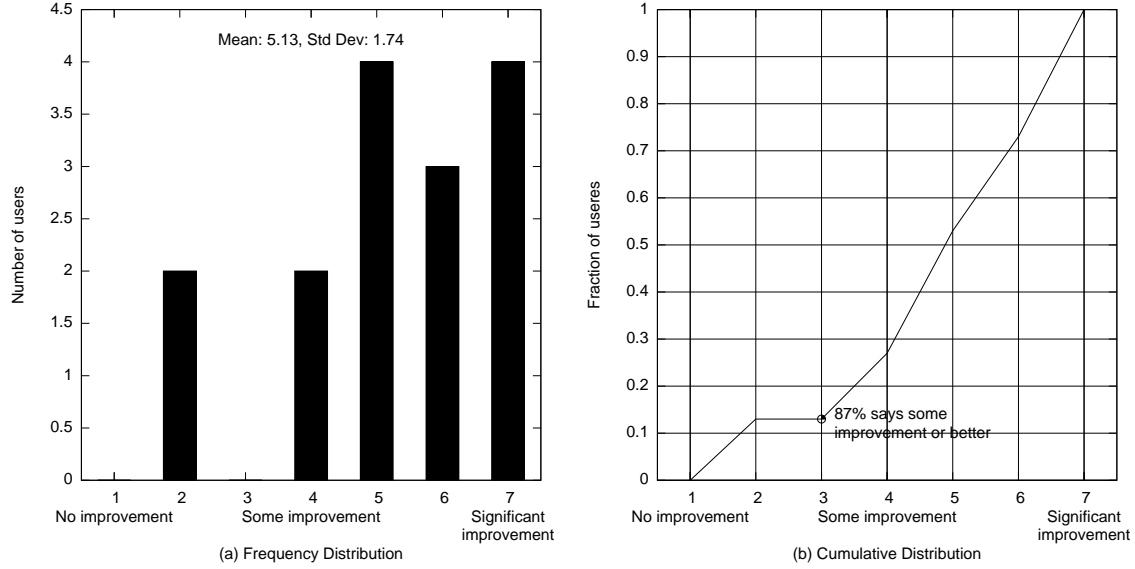 4.5
4
3.5
3
2.5
2
1.5
1
0.5
0
Number of users
Mean: 5.13, Std Dev: 1.74
1 2 3 4 5 6 7
No improvement Some improvement Significant
improvement
(a) Frequency Distribution
1
0.9
0.8
0.7
0.6
0.5
0.4
0.3
0.2
0.1
0
Fraction of useres
87% says some
improvement or better
1 2 3 4 5 6 7
No improvement Some improvement Significant
improvement
(b) Cumulative Distribution